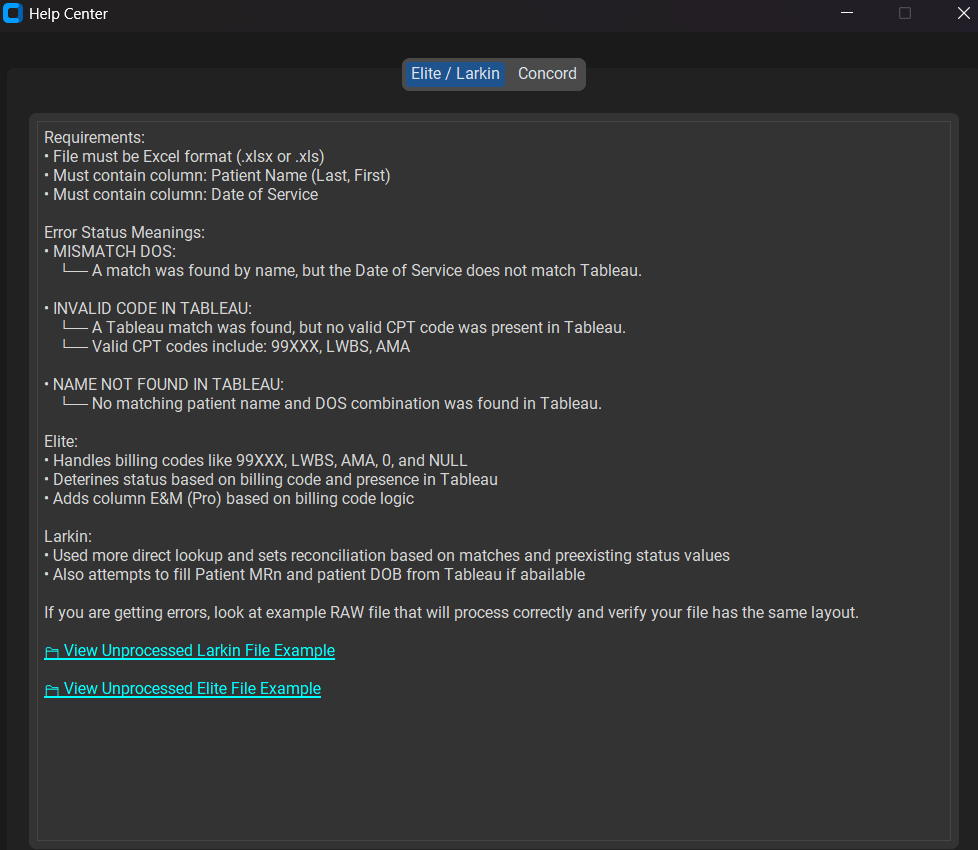 Help Center
Elite / Larkin Concord
Requirements:
• File must be Excel format (.xlsx or .xls)
• Must contain column: Patient Name (Last, First)
• Must contain column: Date of Service
Error Status Meanings:
• MISMATCH DOS:
└── A match was found by name, but the Date of Service does not match Tableau.
• INVALID CODE IN TABLEAU:
└── A Tableau match was found, but no valid CPT code was present in Tableau.
└── Valid CPT codes include: 99XXX, LWBS, AMA
• NAME NOT FOUND IN TABLEAU:
└── No matching patient name and DOS combination was found in Tableau.
Elite:
• Handles billing codes like 99XXX, LWBS, AMA, 0, and NULL
• Deterines status based on billing code and presence in Tableau
• Adds column E&M (Pro) based on billing code logic
Larkin:
• Used more direct lookup and sets reconciliation based on matches and preexisting status values
• Also attempts to fill Patient MRn and patient DOB from Tableau if abailable
If you are getting errors, look at example RAW file that will process correctly and verify your file has the same layout.
View Unprocessed Larkin File Example
View Unprocessed Elite File Example